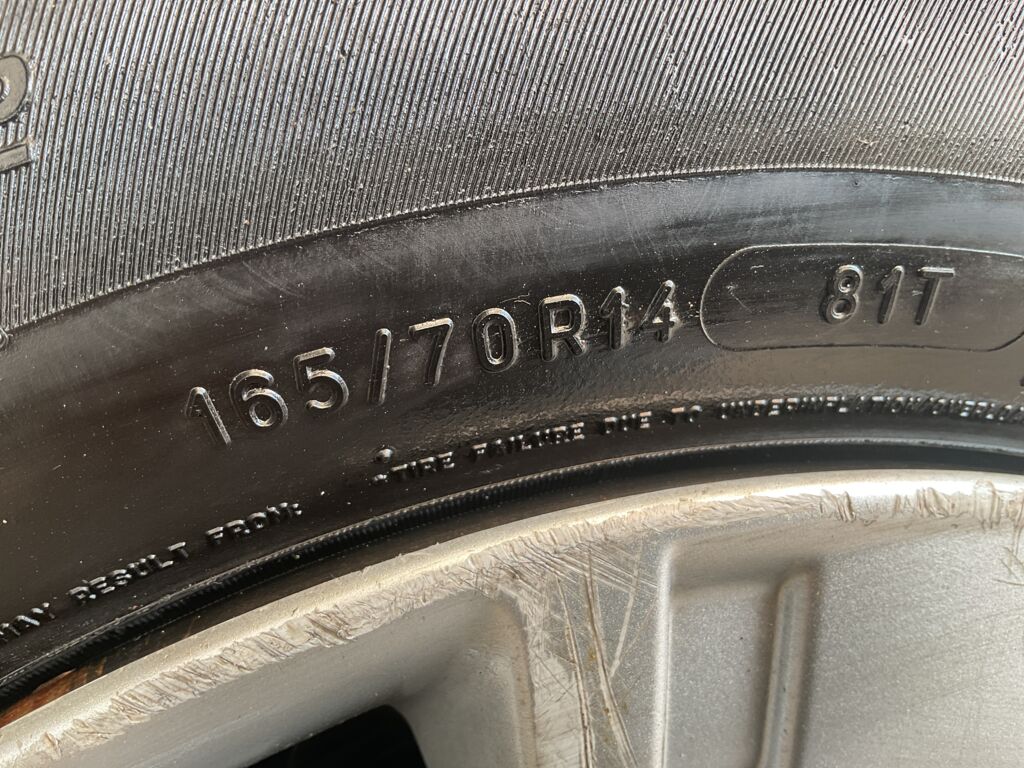 165/70R14 81T
TIRE FAILURE DUE TO
RESULT FROM: